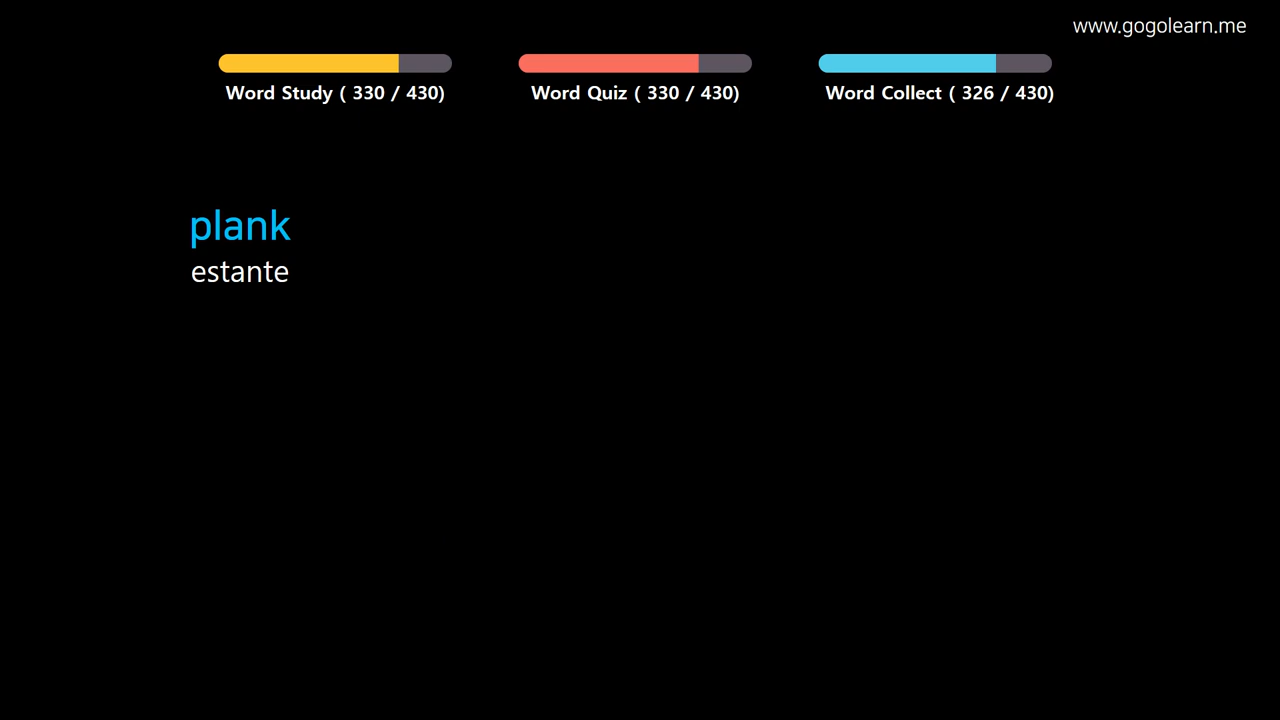 www.gogolearn.me
Word Study ( 330 / 430)
Word Quiz ( 330 / 430)
Word Collect ( 326 / 430)
plank
estante